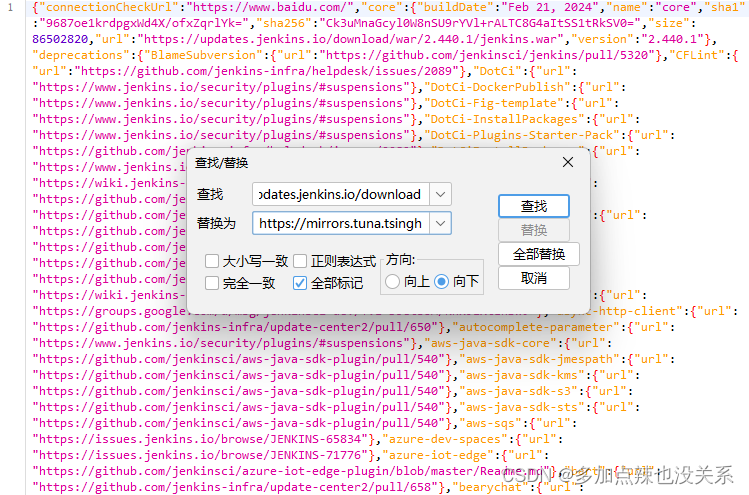 1 {"connectionCheckUrl":"https://www.baidu.com/","core":{"buildDate":"Feb 21, 2024","name":"core","sha1"
:"9687oe1krdpgxWd4X/ofxZqrlYk=","sha256":"Ck3uMnaGcyl0W8nSU9rYVl+rALTC8G4aItSS1tRkSV0=","size":
86502820,"url":"https://updates.jenkins.io/download/war/2.440.1/jenkins.war","version":"2.440.1"},
"deprecations":{"BlameSubversion":{"url":"https://github.com/jenkinsci/jenkins/pull/5320"},"CFLint":{
"url":"https://github.com/jenkins-infra/helpdesk/issues/2089"},"DotCi":{"url":
"https://www.jenkins.io/security/plugins/#suspensions"},"DotCi-DockerPublish":{"url":
"https://www.jenkins.io/security/plugins/#suspensions"},"DotCi-Fig-template":{"url":
"https://www.jenkins.io/security/plugins/#suspensions"},"DotCi-InstallPackages":{"url":
"https://www.jenkins.io/security/plugins/#suspensions"},"DotCi-Plugins-Starter-Pack":{"url":
"https://github.com/je "url":
"https://www.jenkins.i
"https://wiki.jenkins- :
"https://github.com/je
"https://github.com/je {"url":
"https://github.com/je
"https://github.com/je
"https://github.com/je
"https://github.com/je
"https://wiki.jenkins- {"url":
查找/替换
查找 pdates.jenkins.io/download 查找
替换为 https://mirrors.tuna.tsingh 替换
全部替换
大小写一致 正则表达式 方向:
完全一致 全部标记 向上 向下 取消
"https://groups.google -http-client":{"url":
"https://github.com/jenkins-infra/update-center2/pull/650"},"autocomplete-parameter":{"url":
"https://www.jenkins.io/security/plugins/#suspensions"},"aws-java-sdk-core":{"url":
"https://github.com/jenkinsci/aws-java-sdk-plugin/pull/540"},"aws-java-sdk-jmespath":{"url":
"https://github.com/jenkinsci/aws-java-sdk-plugin/pull/540"},"aws-java-sdk-kms":{"url":
"https://github.com/jenkinsci/aws-java-sdk-plugin/pull/540"},"aws-java-sdk-s3":{"url":
"https://github.com/jenkinsci/aws-java-sdk-plugin/pull/540"},"aws-java-sdk-sts":{"url":
"https://github.com/jenkinsci/aws-java-sdk-plugin/pull/540"},"aws-sqs":{"url":
"https://issues.jenkins.io/browse/JENKINS-65834"},"azure-dev-spaces":{"url":
"https://issues.jenkins.io/browse/JENKINS-71776"},"azure-iot-edge":{"url":
"https://github.com/jenkinsci/azure-iot-edge-plugin/blob/master/Readme.md"},
"https://github.com/jenkins-infra/update-center2/pull/658"},"bearychat":{"url":
CSDN @多加点辣也没关系